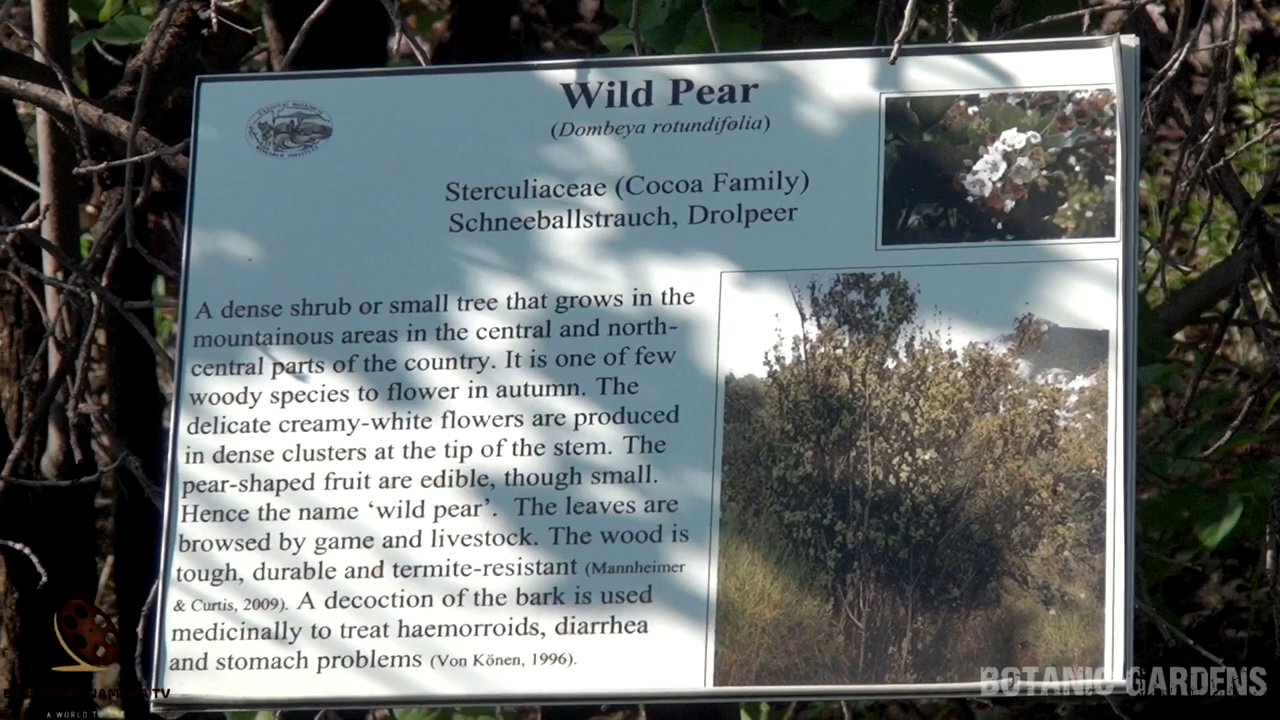 Wild Pear
(Dombeya rotundifolia)
Sterculiaceae (Cocoa Family)
Schneeballstrauch, Drolpeer
A dense shrub or small tree that grows in the
mountainous areas in the central and north-
central parts of the country. It is one of few
woody species to flower in autumn. The
delicate creamy-white flowers are produced
in dense clusters at the tip of the stem. The
pear-shaped fruit are edible, though small.
Hence the name ‘wild pear’. The leaves are
browsed by game and livestock. The wood is
tough, durable and termite-resistant (Mannheimer
& Curtis, 2009). A decoction of the bark is used
medicinally to treat haemorroids, diarrhea
and stomach problems (Von Könen, 1996).
BOTANIC GARDENS
TV
A WORLD